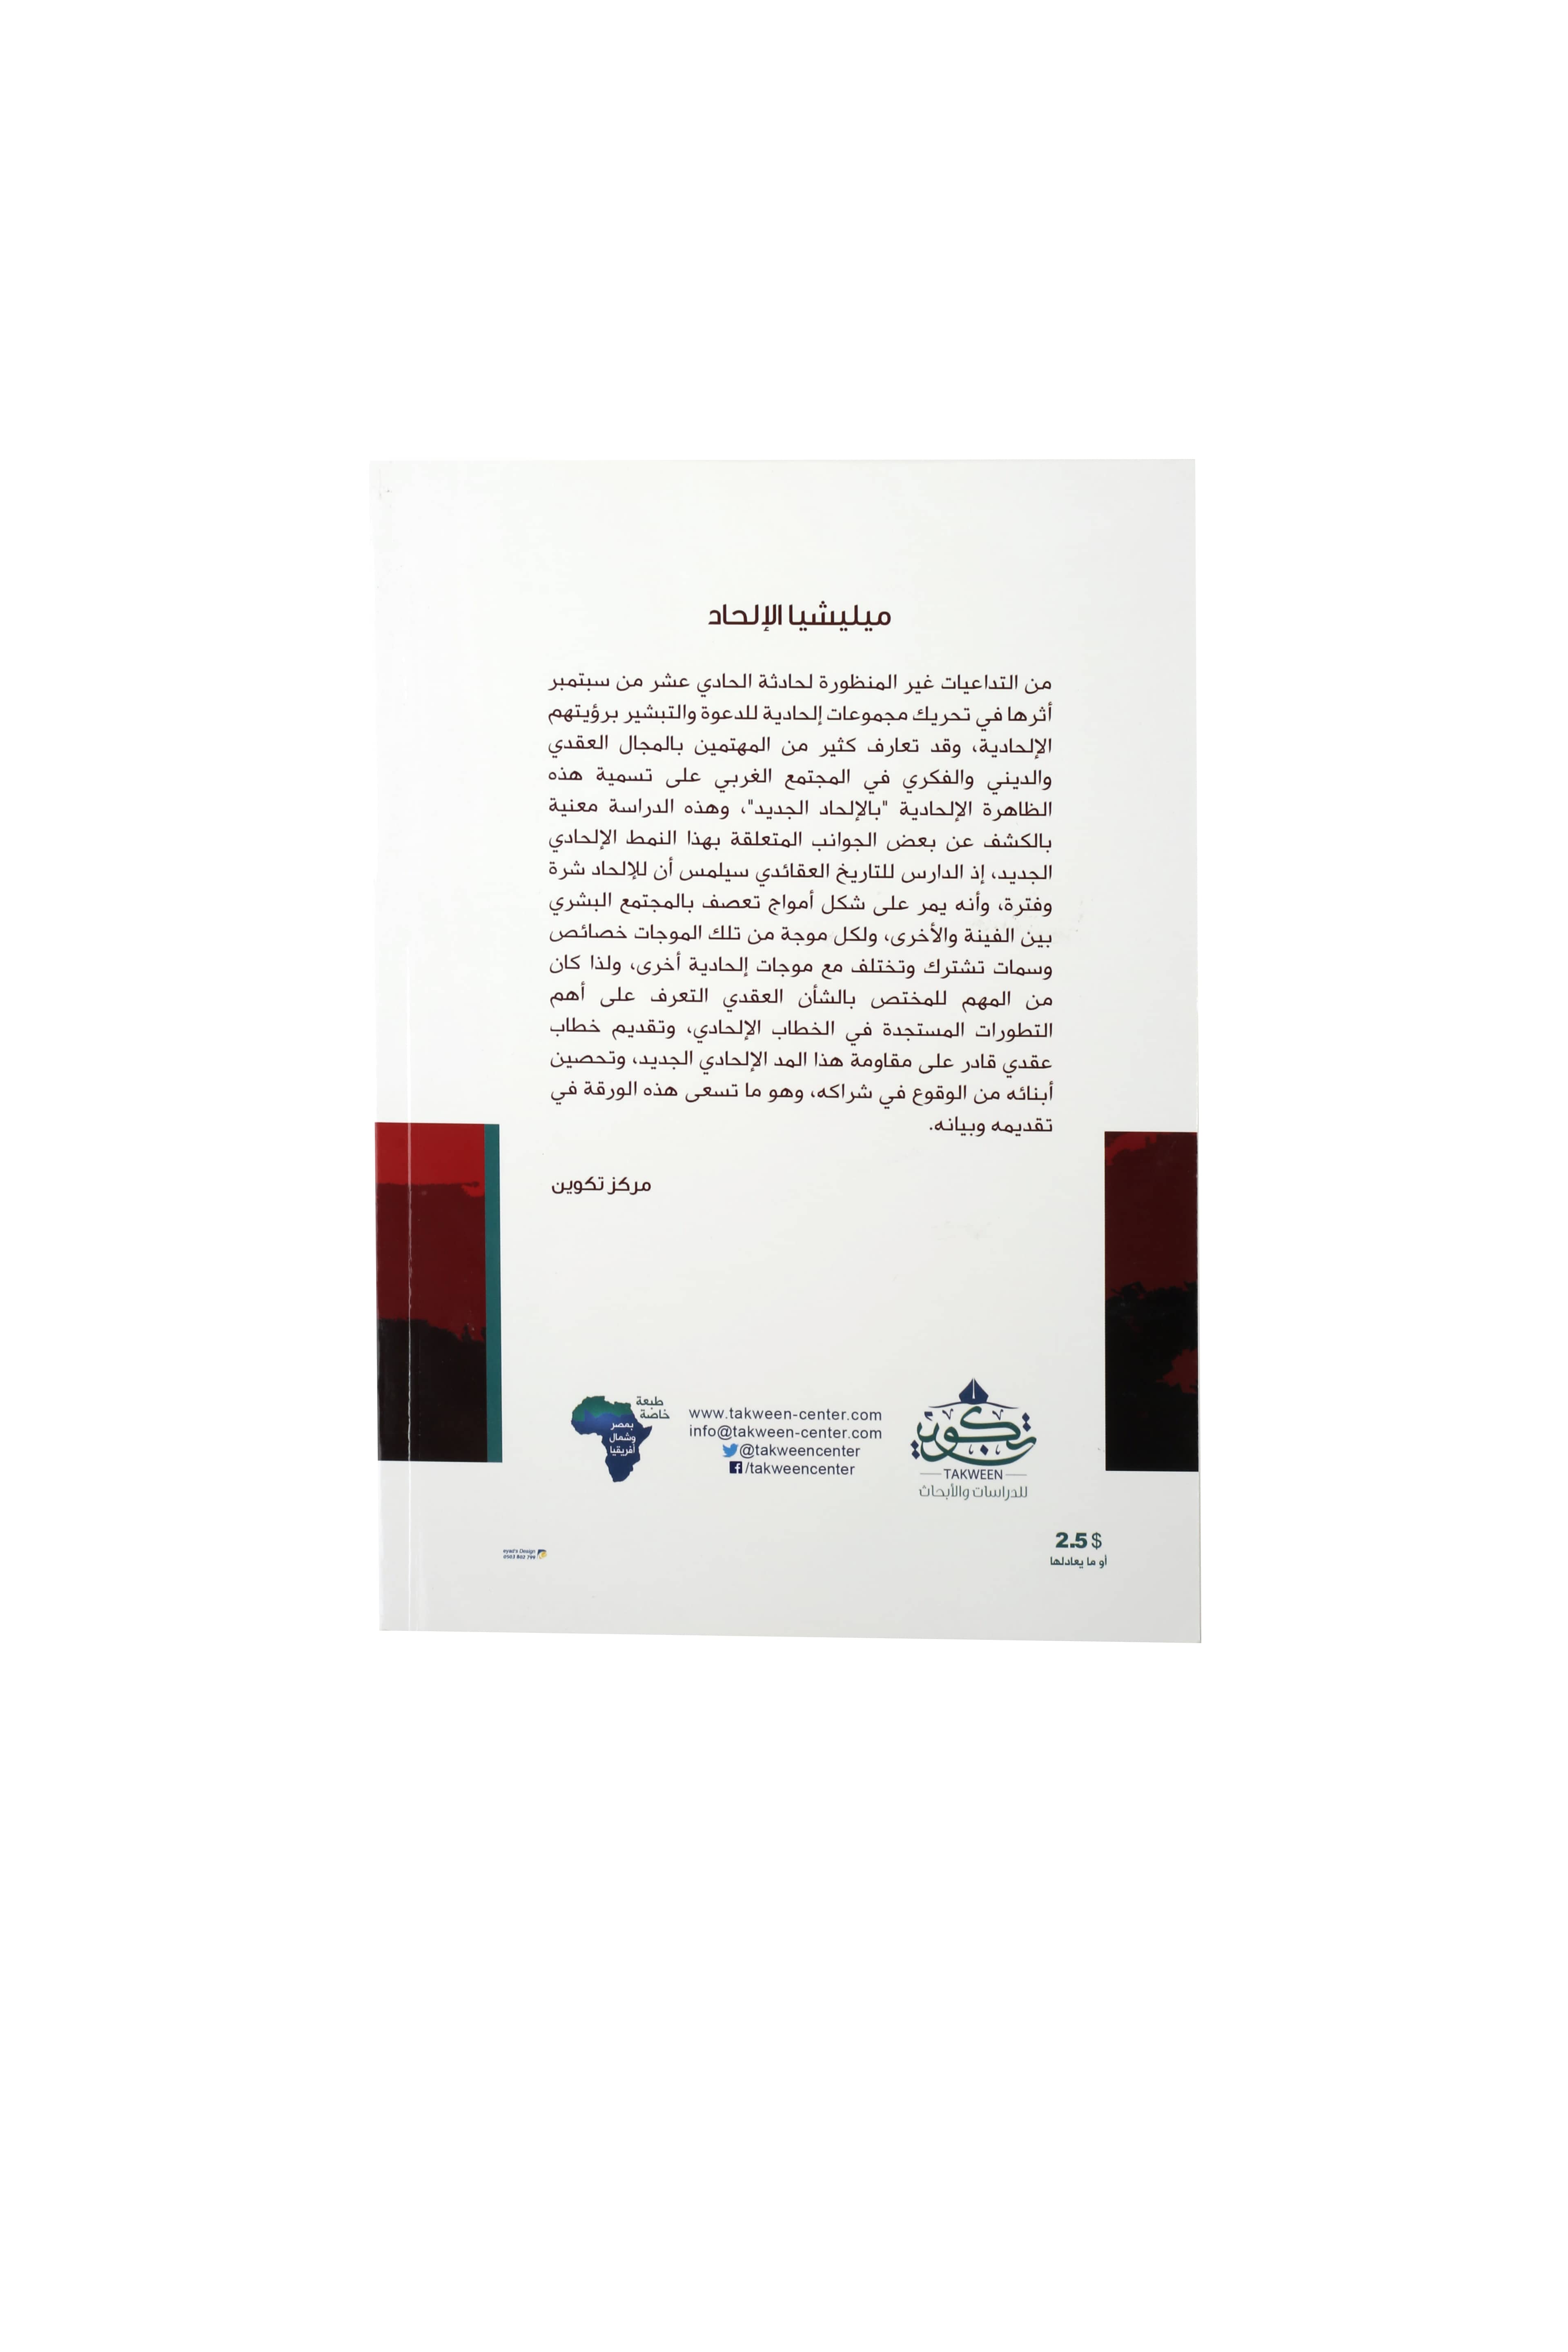 ميليشيا الإلحاد
من التداعيات غير المنظورة لحادثة الحادي عشر من سبتمبر
أثرها في تحريك مجموعات إلحادية للدعوة والتبشير برؤيتهم
الإلحادية، وقد تعارف كثير من المهتمين بالمجال العقدي
والديني والفكري في المجتمع الغربي على تسمية هذه
الظاهرة الإلحادية "بالإلحاد الجديد"، وهذه الدراسة معنية
بالكشف عن بعض الجوانب المتعلقة بهذا النمط الإلحادي
الجديد، إذ الدارس للتاريخ العقائدي سيلمس أن للإلحاد شرة
وفترة، وأنه يمر على شكل أمواج تعصف بالمجتمع البشري
بين الفينة والأخرى، ولكل موجة من تلك الموجات خصائص
وسمات تشترك وتختلف مع موجات إلحادية أخرى، ولذا كان
من المهم للمختص بالشأن العقدي التعرف على أهم
التطورات المستجدة في الخطاب الإلحادي، وتقديم خطاب
عقدي قادر على مقاومة هذا المد الإلحادي الجديد، وتحصين
أبنائه من الوقوع في شراكه، وهو ما تسعى هذه الورقة في
تقديمه وبيانه.
مركز تكوين
تكوين
TAKWEEN
للدراسات والأبحاث
www.takween-center.com
info@takween-center.com
@takweencenter
/takweencenter
طبعة
خاصة
بمصر
وشمال
أفريقيا
2.5 $
أو ما يعادلها
eyad's Design
0503 802 799